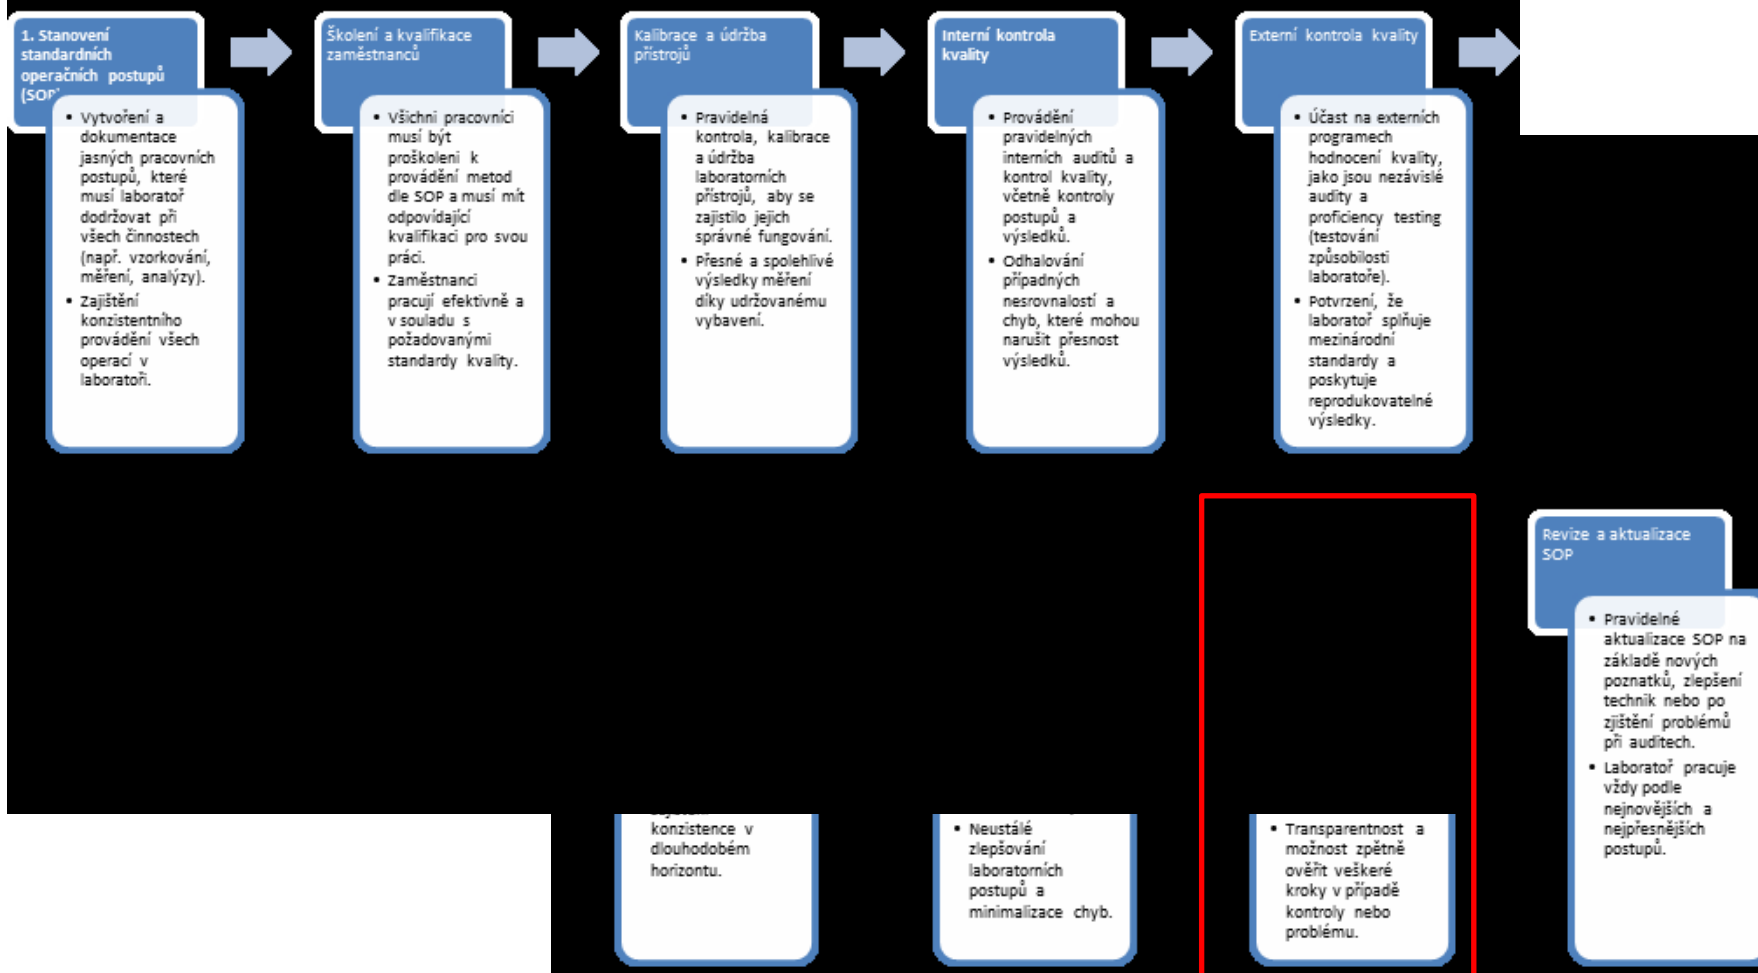 1. Stanovení
standardních
operačních postupů
(SOP)
• Vytvoření a
dokumentace
jasných pracovních
postupů, které
musí laboratoř
dodržovat při
všech činnostech
(např. vzorkování,
měření, analýzy).
• Zajištění
konzistentního
provádění všech
operací v
laboratoři.
Školení a kvalifikace
zaměstnanců
• Všichni pracovníci
musí být
proškoleni k
provádění metod
dle SOP a musí mít
odpovídající
kvalifikaci pro svou
práci.
• Zaměstnanci
pracují efektivně a
v souladu s
požadovanými
standardy kvality.
Kalibrace a údržba
přístrojů
• Pravidelná
kontrola, kalibrace
a údržba
laboratorních
přístrojů, aby se
zajistilo jejich
správné fungování.
• Přesné a spolehlivé
výsledky měření
díky udržovanému
vybavení.
Interní kontrola
kvality
• Provádění
pravidelných
interních auditů a
kontrol kvality,
včetně kontroly
postupů a
výsledků.
• Odhalování
případných
nesrovnalostí a
chyb, které mohou
narušit přesnost
výsledků.
Externí kontrola kvality
• Účast na externích
programech
hodnocení kvality,
jako jsou nezávislé
audity a
proficiency testing
(testování
způsobilosti
laboratoře).
• Potvrzení, že
laboratoř splňuje
mezinárodní
standardy a
poskytuje
reprodukovatelné
výsledky.
konzistence v
dlouhodobém
horizontu.
• Neustálé
zlepšování
laboratorních
postupů a
minimalizace chyb.
• Transparentnost a
možnost zpětně
ověřit veškeré
kroky v případě
kontroly nebo
problému.
Revize a aktualizace
SOP
• Pravidelné
aktualizace SOP na
základě nových
poznatků, zlepšení
technik nebo po
zjištění problémů
při auditech.
• Laboratoř pracuje
vždy podle
nejnovějších a
nejpřesnějších
postupů.